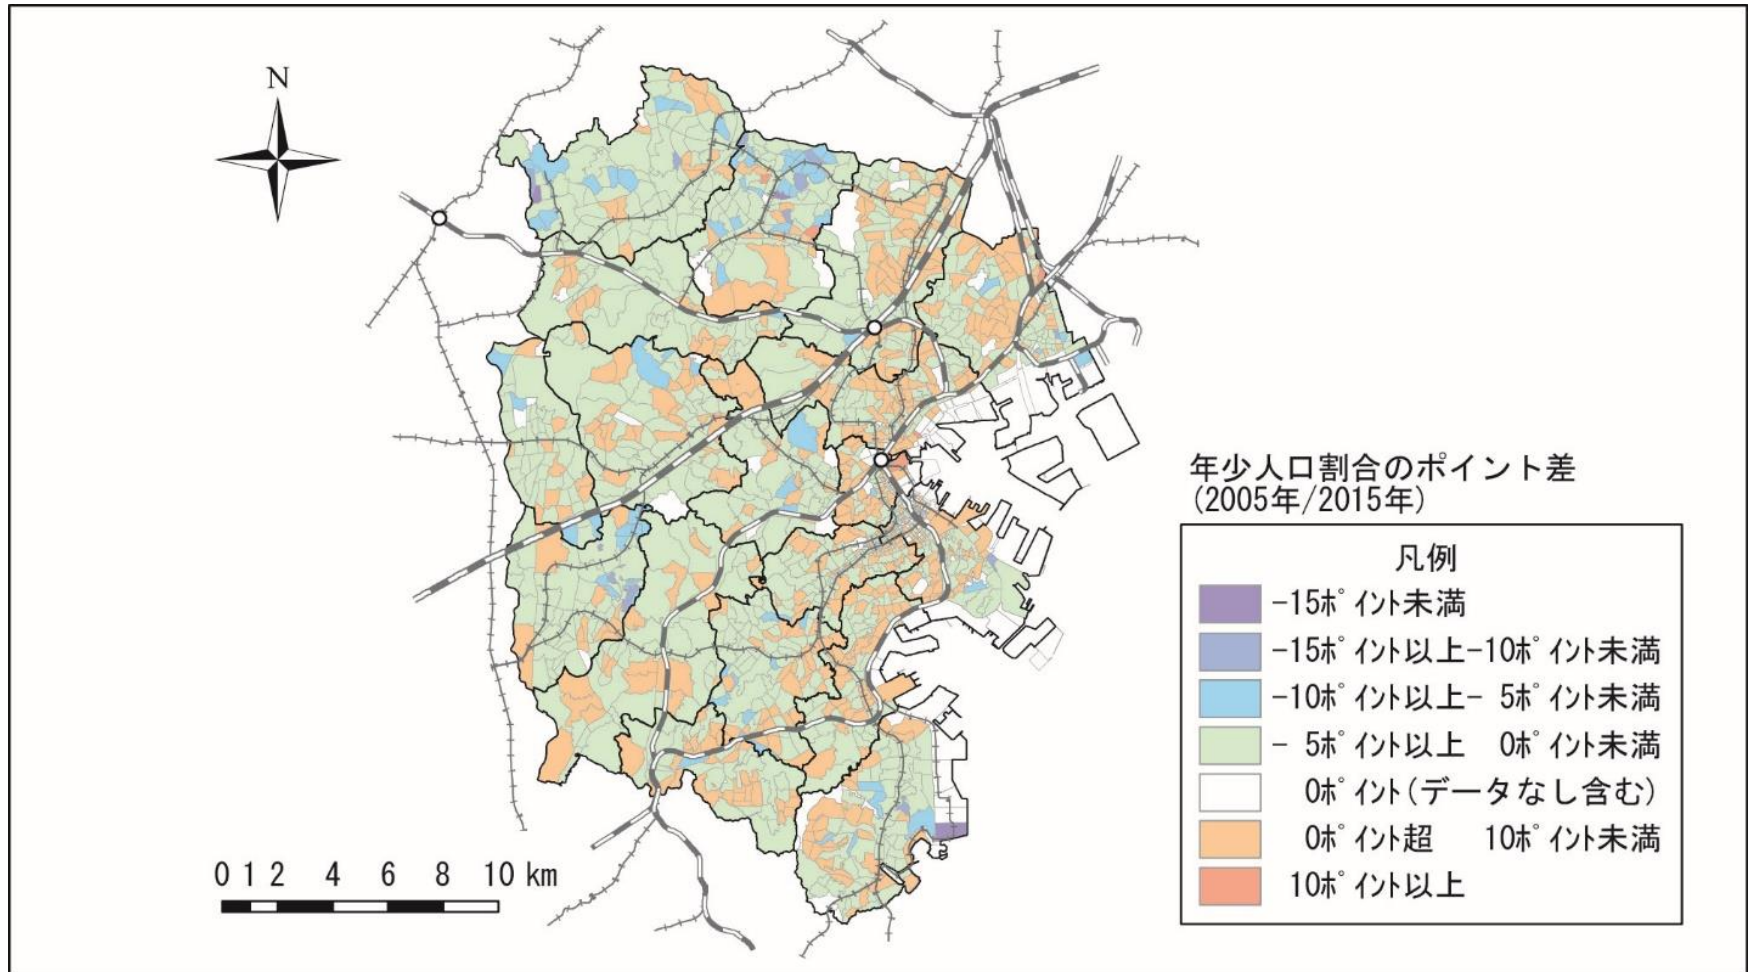 N
年少人口割合のポイント差
(2005年/2015年)
凡例
-15ﾎﾟｲﾝﾄ未満
-15ﾎﾟｲﾝﾄ以上-10ﾎﾟｲﾝﾄ未満
-10ﾎﾟｲﾝﾄ以上- 5ﾎﾟｲﾝﾄ未満
- 5ﾎﾟｲﾝﾄ以上 0ﾎﾟｲﾝﾄ未満
0ﾎﾟｲﾝﾄ(データなし含む)
0ﾎﾟｲﾝﾄ超 10ﾎﾟｲﾝﾄ未満
10ﾎﾟｲﾝﾄ以上
0 1 2 4 6 8 10 km